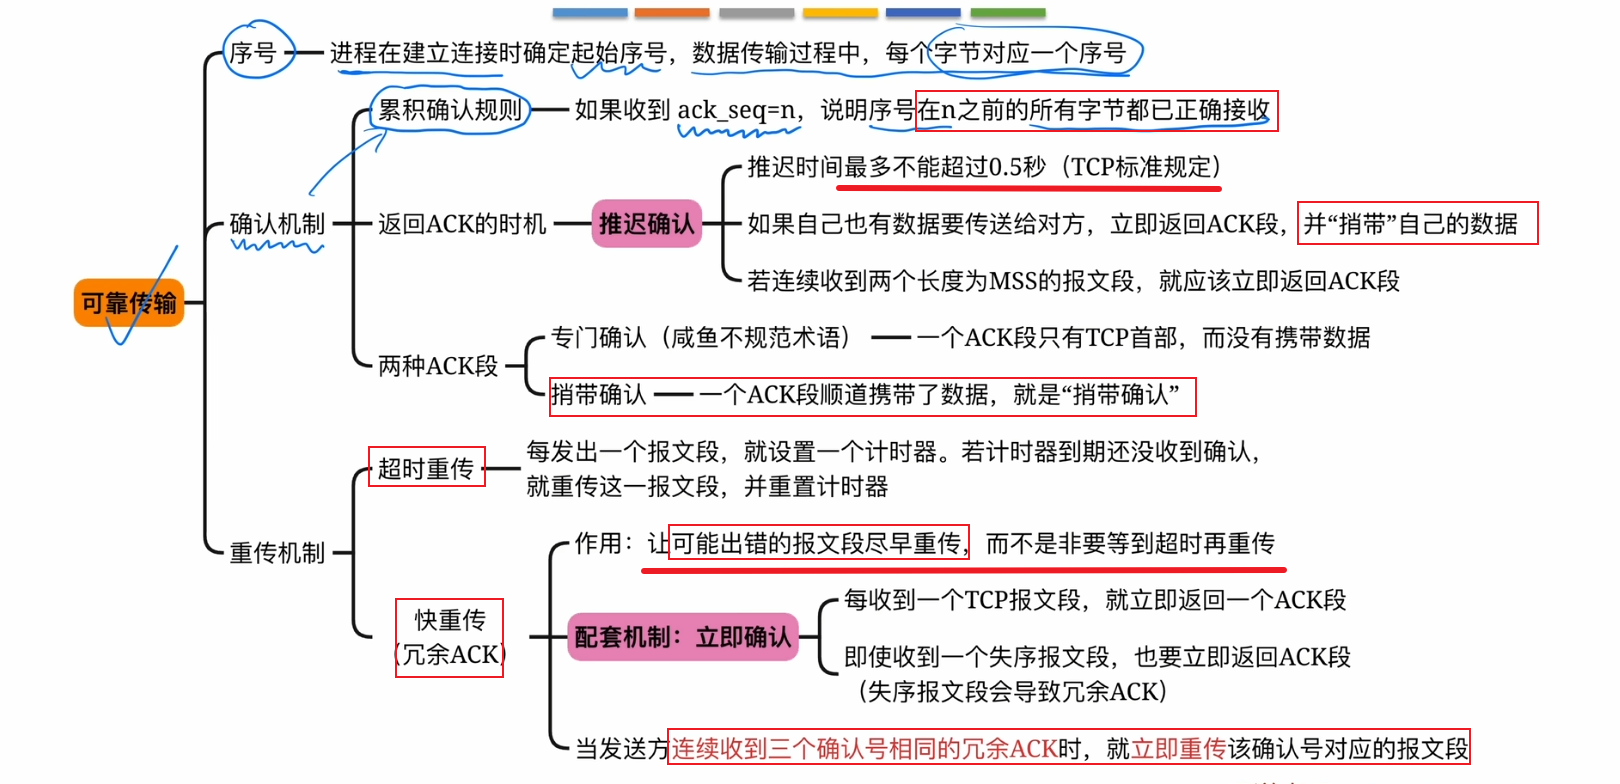 序号
进程在建立连接时确定起始序号，数据传输过程中，每个字节对应一个序号
累积确认规则
如果收到 ack_seq=n，说明序号在n之前的所有字节都已正确接收
推迟时间最多不能超过0.5秒（TCP标准规定）
确认机制
返回ACK的时机
推迟确认
如果自己也有数据要传送给对方，立即返回ACK段，并“捎带”自己的数据
若连续收到两个长度为MSS的报文段，就应该立即返回ACK段
可靠传输
专门确认（咸鱼不规范术语）
一个ACK段只有TCP首部，而没有携带数据
两种ACK段
捎带确认
一个ACK段顺道携带了数据，就是“捎带确认”
超时重传
每发出一个报文段，就设置一个计时器。若计时器到期还没收到确认，
就重传这一报文段，并重置计时器
重传机制
作用：让可能出错的报文段尽早重传，而不是非要等到超时再重传
快重传
（冗余ACK）
配套机制：立即确认
每收到一个TCP报文段，就立即返回一个ACK段
即使收到一个失序报文段，也要立即返回ACK段
（失序报文段会导致冗余ACK）
当发送方连续收到三个确认号相同的冗余ACK时，就立即重传该确认号对应的报文段